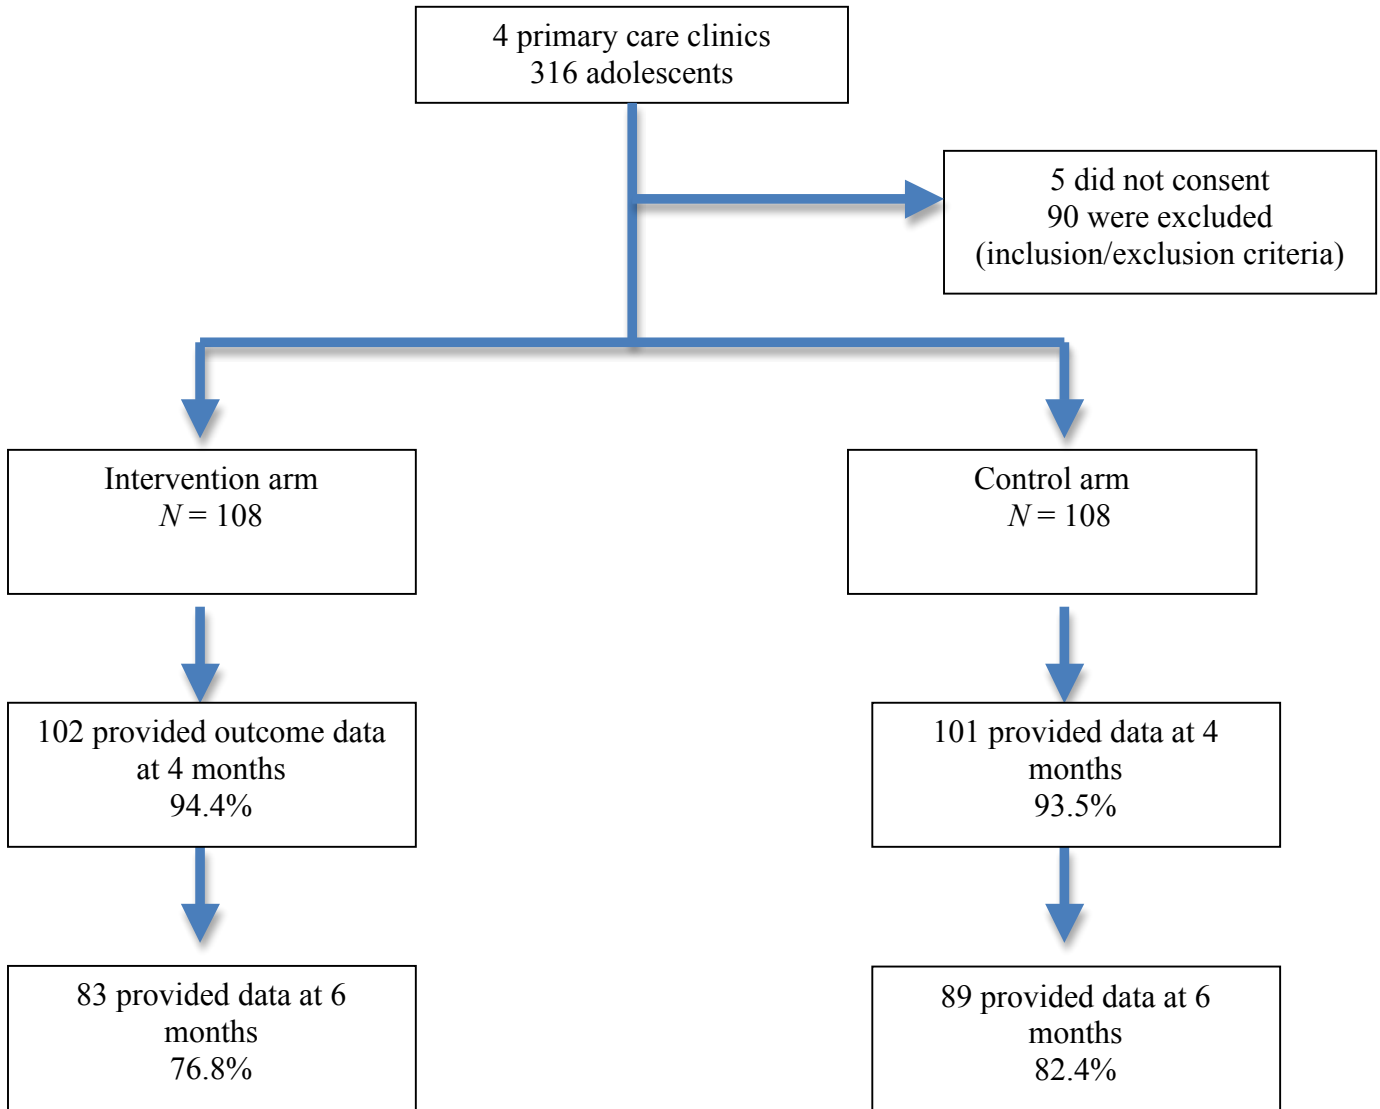 4 primary care clinics
316 adolescents
5 did not consent
90 were excluded
(inclusion/exclusion criteria)
Intervention arm
N = 108
Control arm
N = 108
102 provided outcome data
at 4 months
94.4%
101 provided data at 4
months
93.5%
83 provided data at 6
months
76.8%
89 provided data at 6
months
82.4%